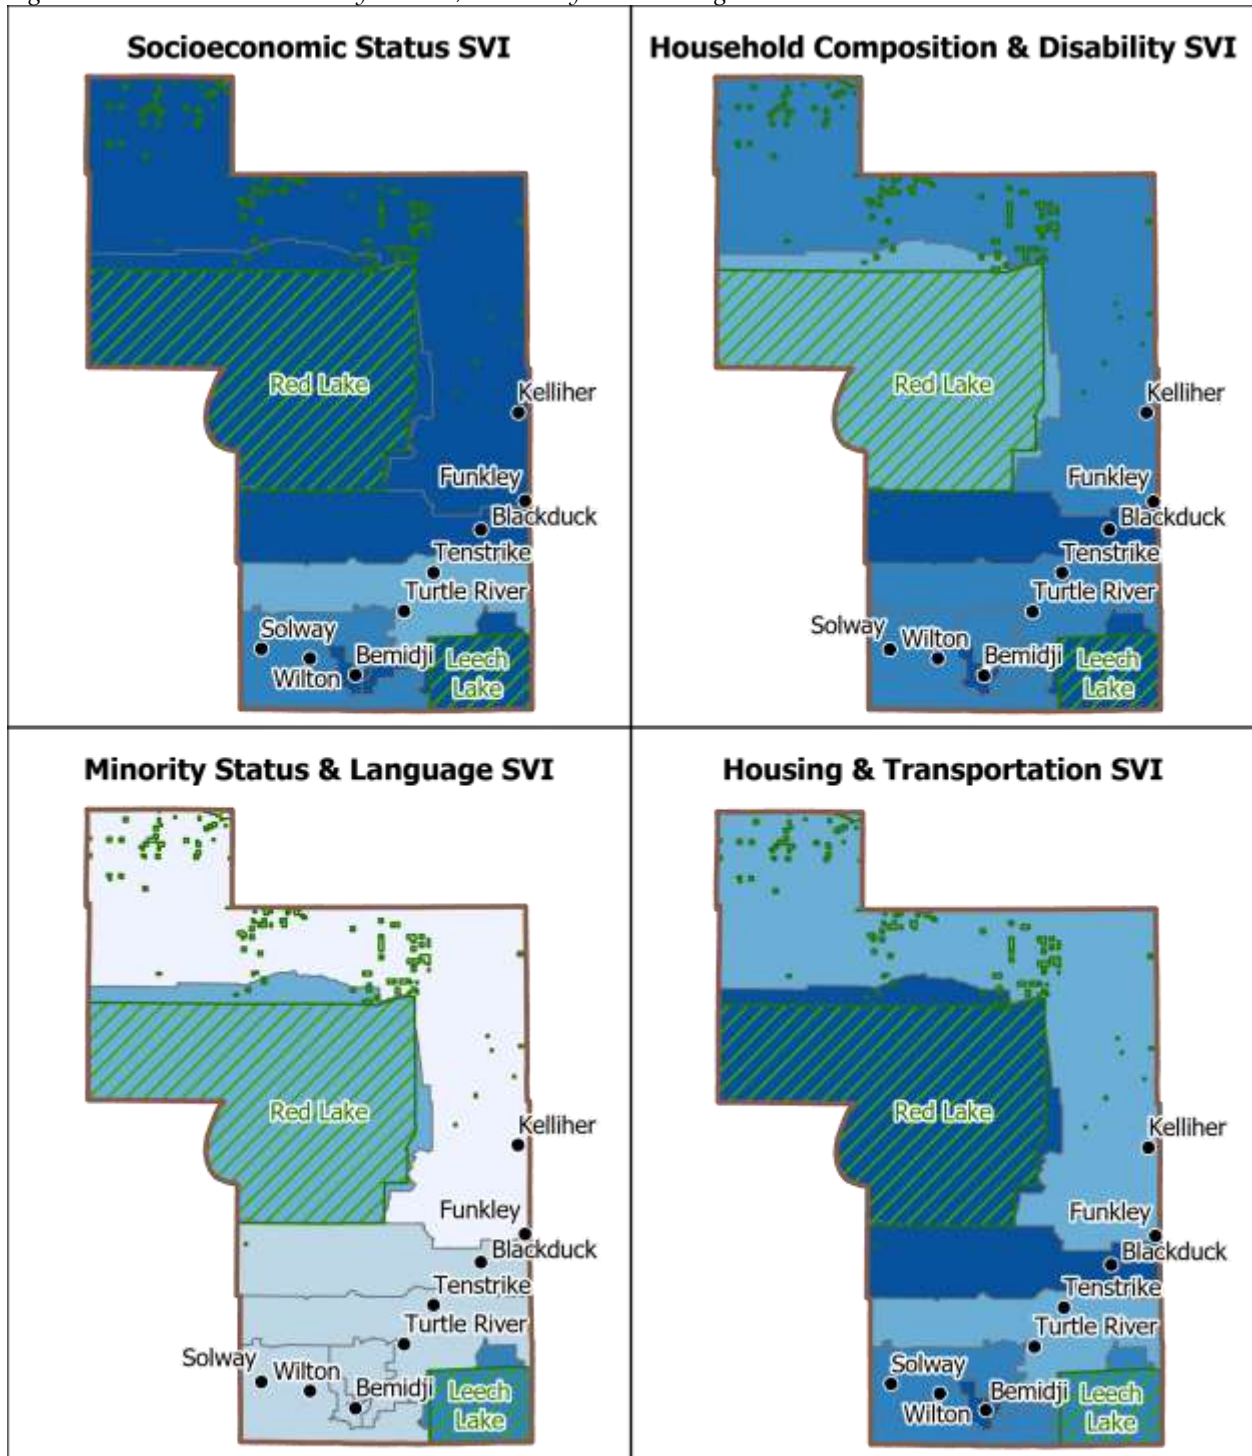 Socioeconomic Status SVI
Red Lake
Kelliher
Funkley
Blackduck
Tenstrike
Turtle River
Solway
Wilton
Bemidji
Leech
Lake
Household Composition & Disability SVI
Red Lake
Kelliher
Funkley
Blackduck
Tenstrike
Turtle River
Solway
Wilton
Bemidji
Leech
Lake
Minority Status & Language SVI
Red Lake
Kelliher
Funkley
Blackduck
Tenstrike
Turtle River
Solway
Wilton
Bemidji
Leech
Lake
Housing & Transportation SVI
Red Lake
Kelliher
Funkley
Blackduck
Tenstrike
Turtle River
Solway
Wilton
Bemidji
Leech
Lake